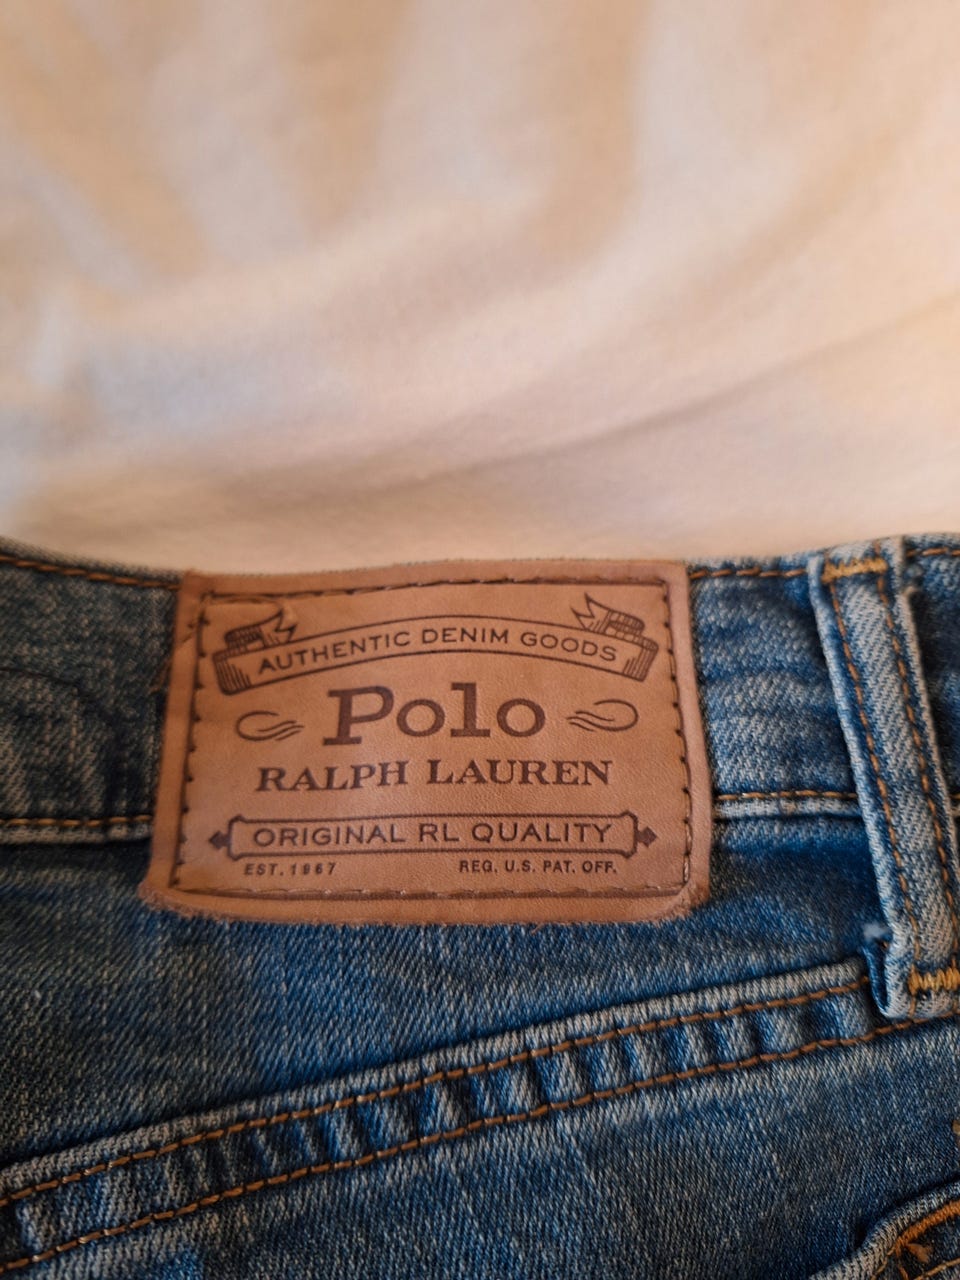 AUTHENTIC DENIM GOODS
Polo
RALPH LAUREN
ORIGINAL RL QUALITY
EST. 1967 REG. U.S. PAT. OFF.